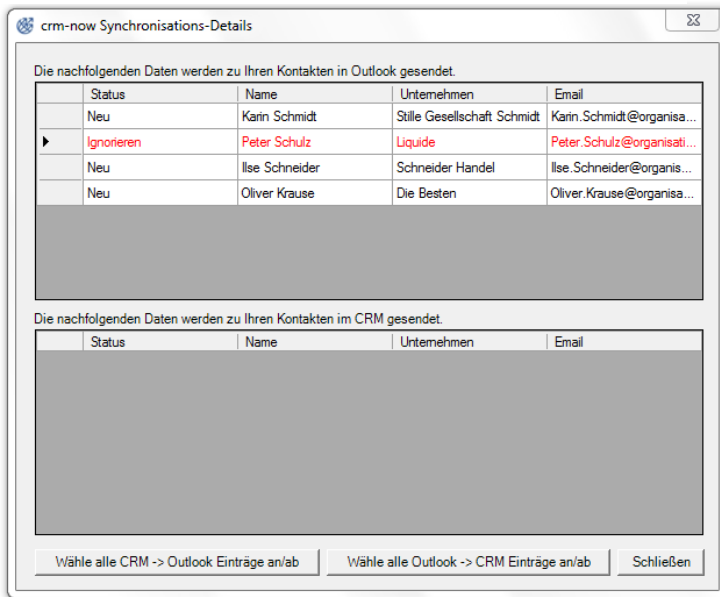 crm-now Synchronisations-Details
Die nachfolgenden Daten werden zu Ihren Kontakten in Outlook gesendet.
Status Name Unternehmen Email
Neu Karin Schmidt Stille Gesellschaft Schmidt Karin.Schmidt@organisa...
Ignorieren Peter Schulz Liquide Peter.Schulz@organisati...
Neu Ilse Schneider Schneider Handel Ilse.Schneider@organis...
Neu Oliver Krause Die Besten Oliver.Krause@organisa...
Die nachfolgenden Daten werden zu Ihren Kontakten im CRM gesendet.
Status Name Unternehmen Email
Wähle alle CRM -> Outlook Einträge an/ab Wähle alle Outlook -> CRM Einträge an/ab Schließen